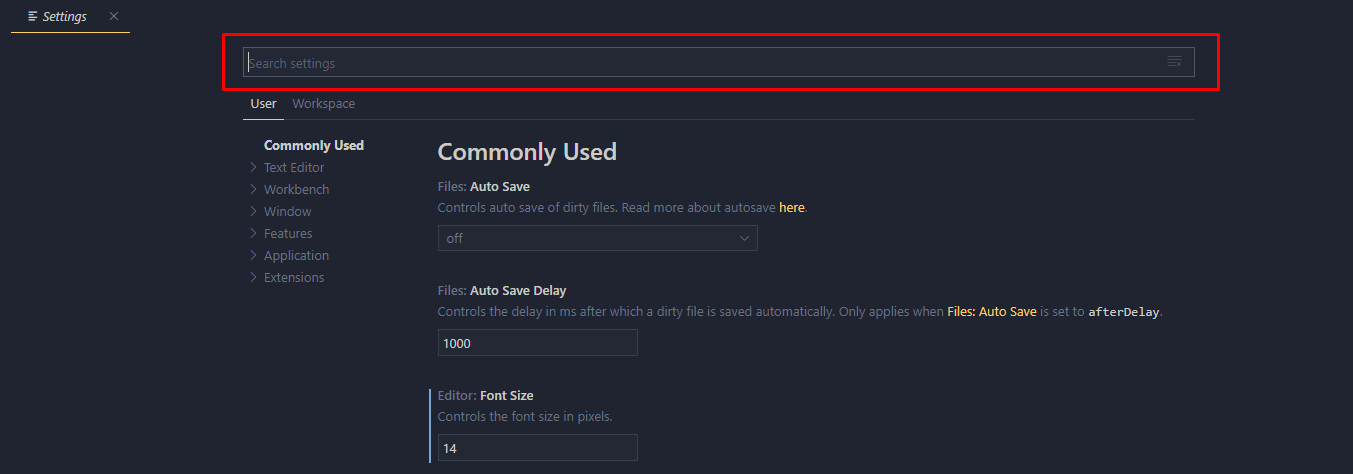 Settings
Search settings
User Workspace
Commonly Used
Text Editor
Workbench
Window
Features
Application
Extensions
Commonly Used
Files: Auto Save
Controls auto save of dirty files. Read more about autosave here.
off
Files: Auto Save Delay
Controls the delay in ms after which a dirty file is saved automatically. Only applies when Files: Auto Save is set to afterDelay.
1000
Editor: Font Size
Controls the font size in pixels.
14